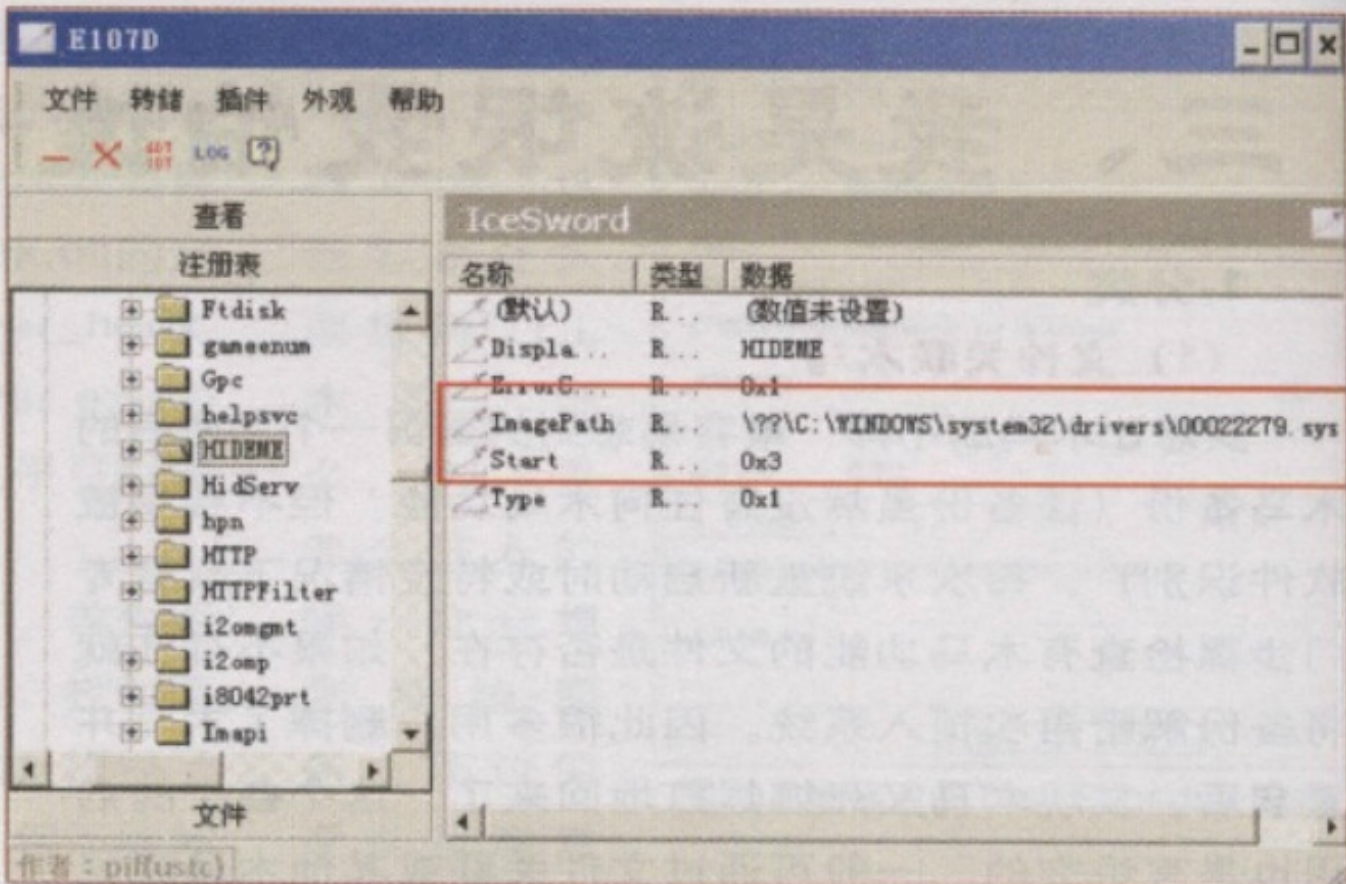 E107D
文件 转储 插件 外观 帮助
LOG
查看
注册表
Ftdisk
gameenum
Gpc
helpsvc
HIDEME
HidServ
hpn
HTTP
HTTPFilter
i2omgmt
i2omp
i8042prt
Imapi
文件
IceSword
名称 类型 数据
(默认) R... (数值未设置)
Displa... R... HIDEME
ErrorC... R... 0x1
ImagePath R... \??\C:\WINDOWS\system32\drivers\00022279.sys
Start R... 0x3
Type R... 0x1
作者：pjf(ustc)